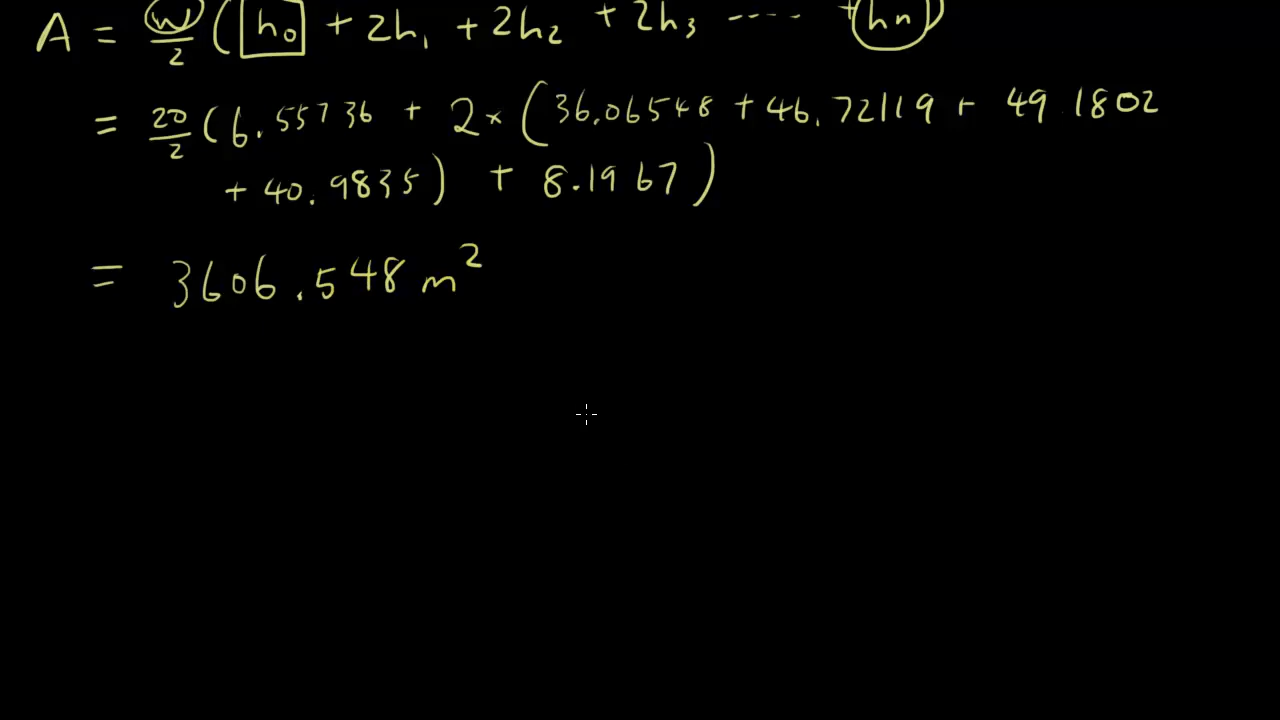 A = w/2 ( h₀ + 2h₁ + 2h₂ + 2h₃ ----- + hn )
= 20/2 ( 6.55736 + 2 × ( 36.06548 + 46.72119 + 49.1802
+ 40.9835 ) + 8.1967 )
= 3606.548 m²